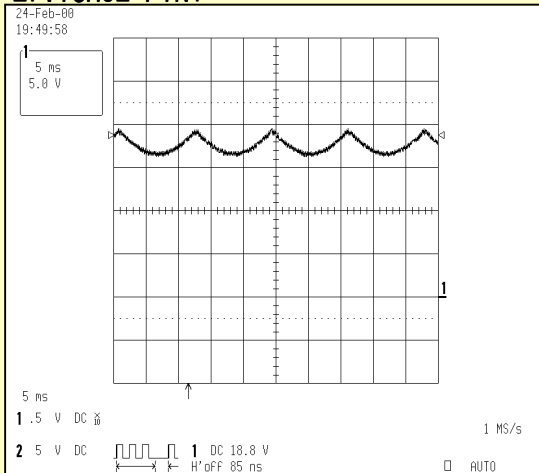 24-Feb-00
19:49:58
1
5 ms
5.0 V
1
5 ms
1 .5 V DC X10
2 5 V DC
1 DC 18.8 V
H'off 85 ns
1 MS/s
AUTO